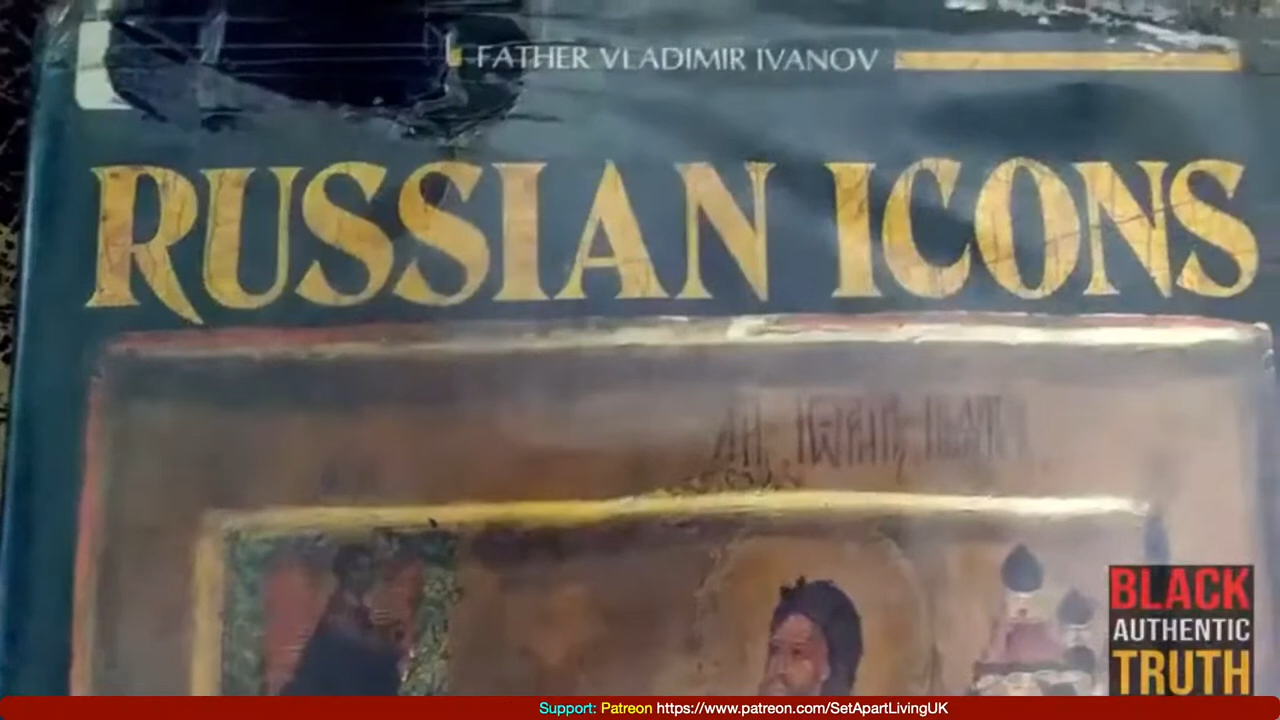 FATHER VLADIMIR IVANOV
RUSSIAN ICONS
BLACK
AUTHENTIC
TRUTH
Support: Patreon https://www.patreon.com/SetApartLivingUK